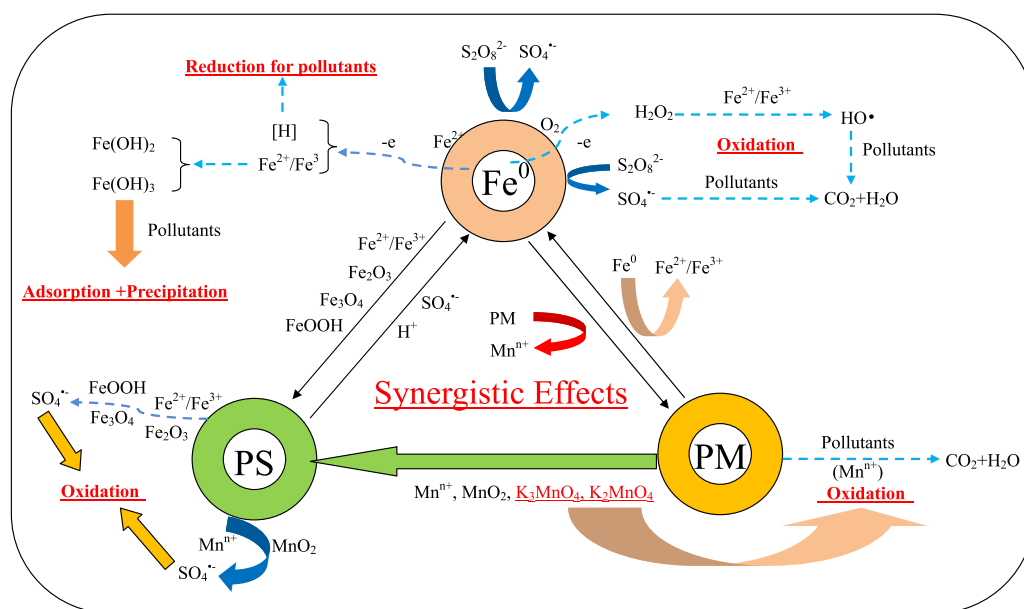 S₂O₈²⁻ SO₄•⁻
Reduction for pollutants
[H]
Fe²⁺/Fe³
Fe(OH)₂
Fe(OH)₃
Pollutants
Adsorption +Precipitation
-e
Fe²⁺
O₂
-e
Fe⁰
H₂O₂
Fe²⁺/Fe³⁺
HO•
Oxidation
Pollutants
S₂O₈²⁻
SO₄•⁻
Pollutants
CO₂+H₂O
Fe²⁺/Fe³⁺
Fe₂O₃
Fe₃O₄
FeOOH
SO₄•⁻
H⁺
Fe⁰ Fe²⁺/Fe³⁺
PM
Mnⁿ⁺
Synergistic Effects
SO₄•⁻
FeOOH
Fe₃O₄
Fe²⁺/Fe³⁺
Fe₂O₃
PS
Oxidation
Mnⁿ⁺ MnO₂
SO₄•⁻
PM
Mnⁿ⁺, MnO₂, K₃MnO₄, K₂MnO₄
Pollutants
(Mnⁿ⁺)
CO₂+H₂O
Oxidation